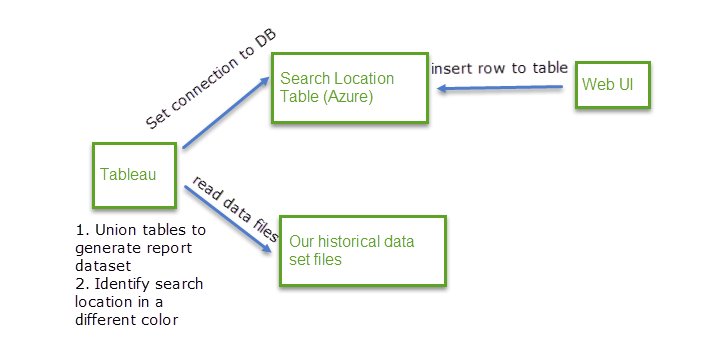 Set connection to DB
Search Location
Table (Azure)
insert row to table
Web UI
Tableau
read data files
1. Union tables to
generate report
dataset
2. Identify search
location in a
different color
Our historical data
set files